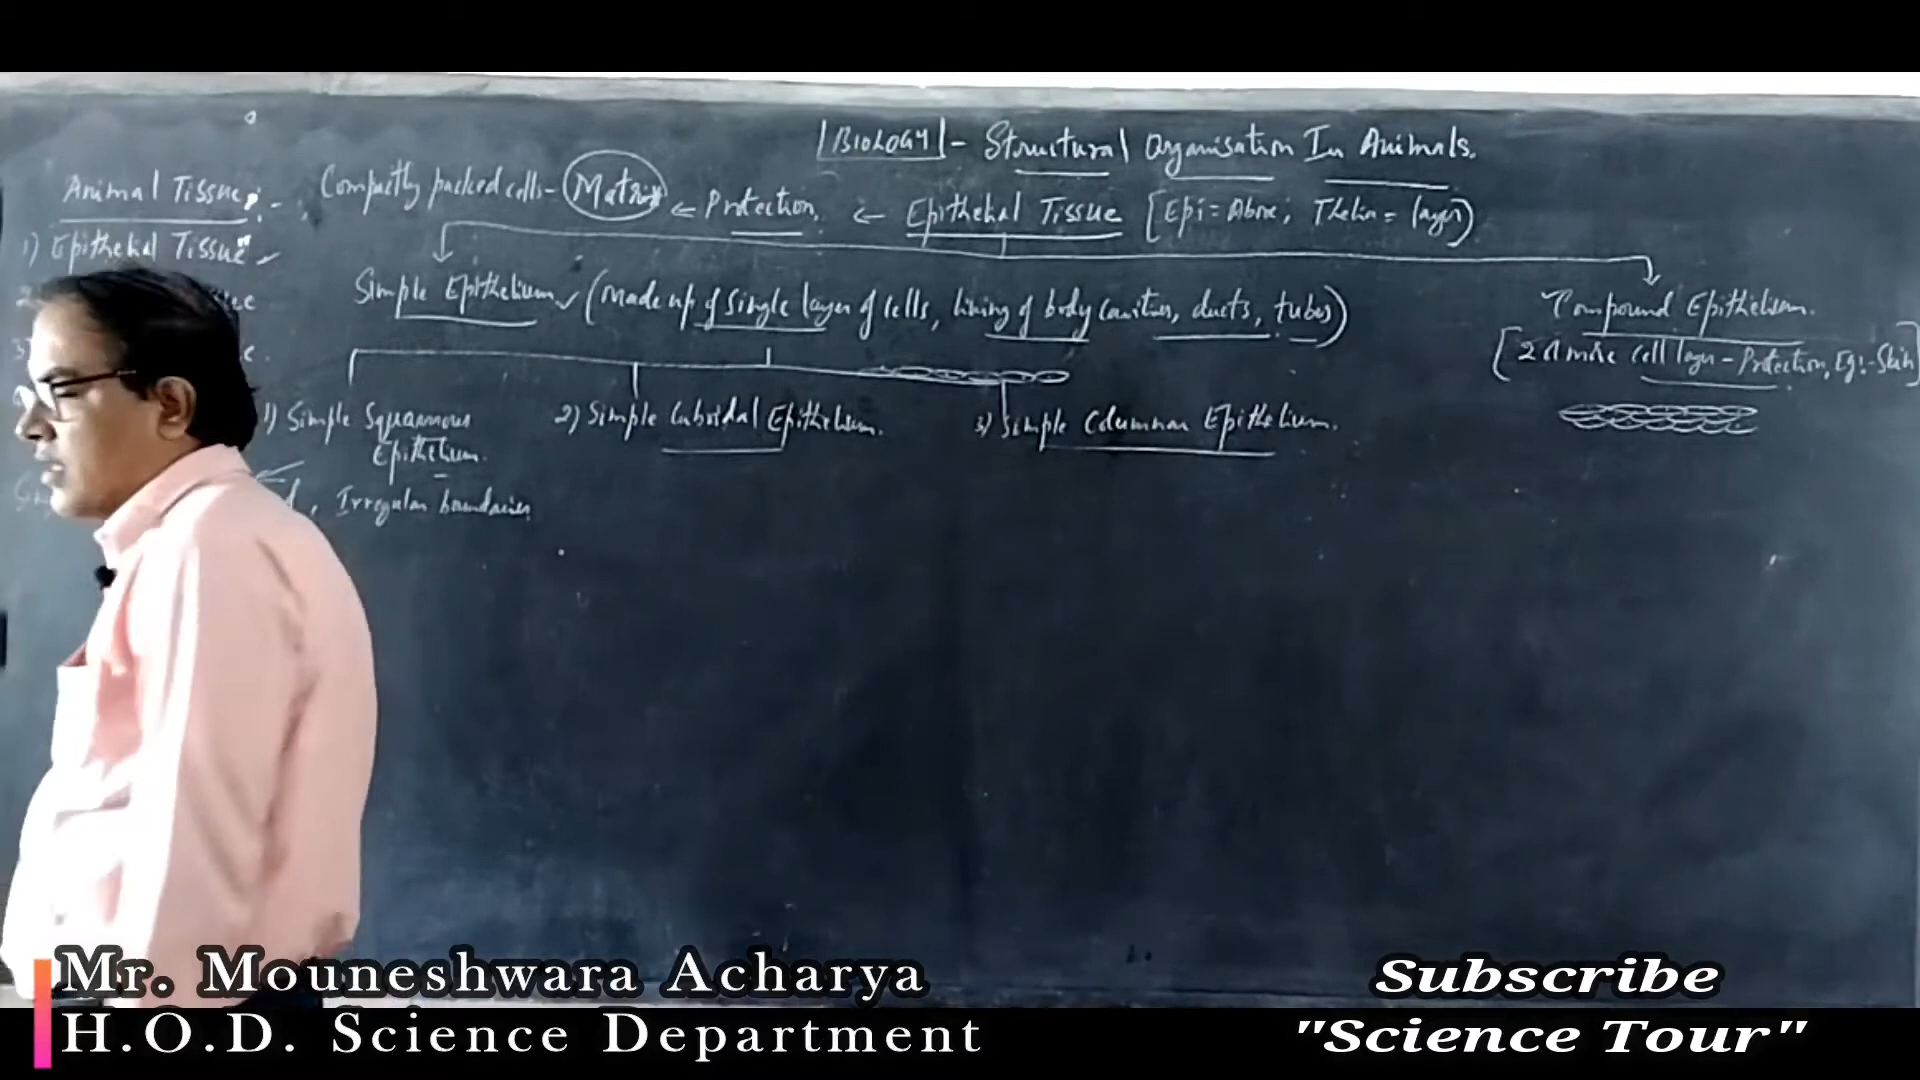 |BIOLOGY| - Structural Organisation In Animals.
Animal Tissue :-
Compactly packed cells - Matrix ← Protection. ← Epithelial Tissue [Epi = Above; Thelia = layer)
1) Epithelial Tissue ✓
Simple Epithelium ✓ (Made up of Single layer of cells, lining of body cavities, ducts, tubes)
Compound Epithelium.
[2 or more cell layer - Protection, Eg:- Skin]
3)
1) Simple Squamous
Epithelium.
2) Simple Cuboidal Epithelium.
3) Simple Columnar Epithelium.
, Irregular boundaries
Mr. Mouneshwara Acharya
H.O.D. Science Department
Subscribe
"Science Tour"